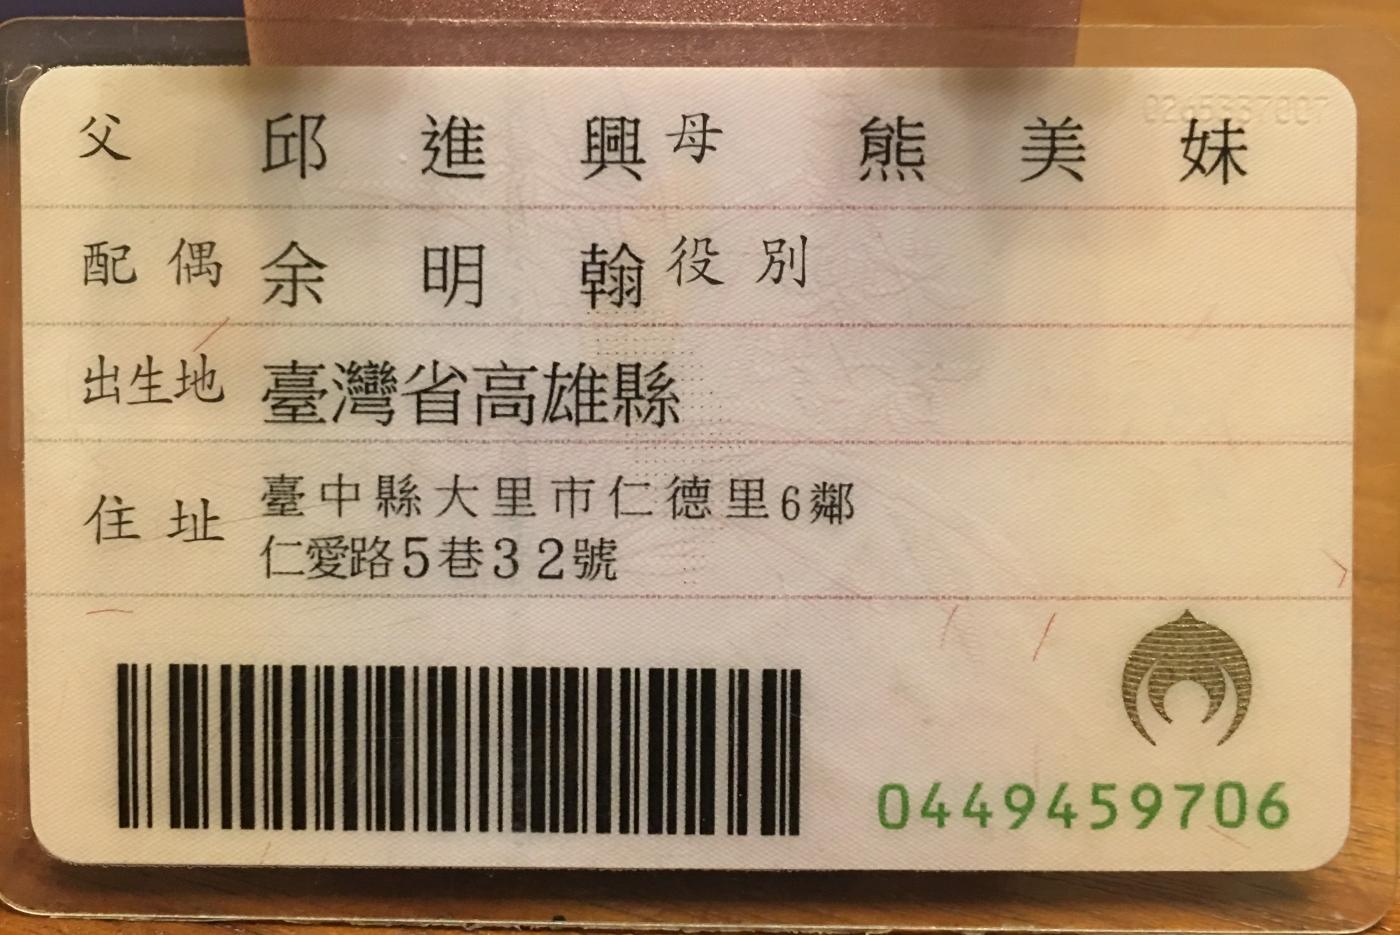 父 邱進興 母 熊美妹
配偶 余明翰 役別
出生地 臺灣省高雄縣
住址 臺中縣大里市仁德里6鄰
仁愛路5巷32號
0449459706